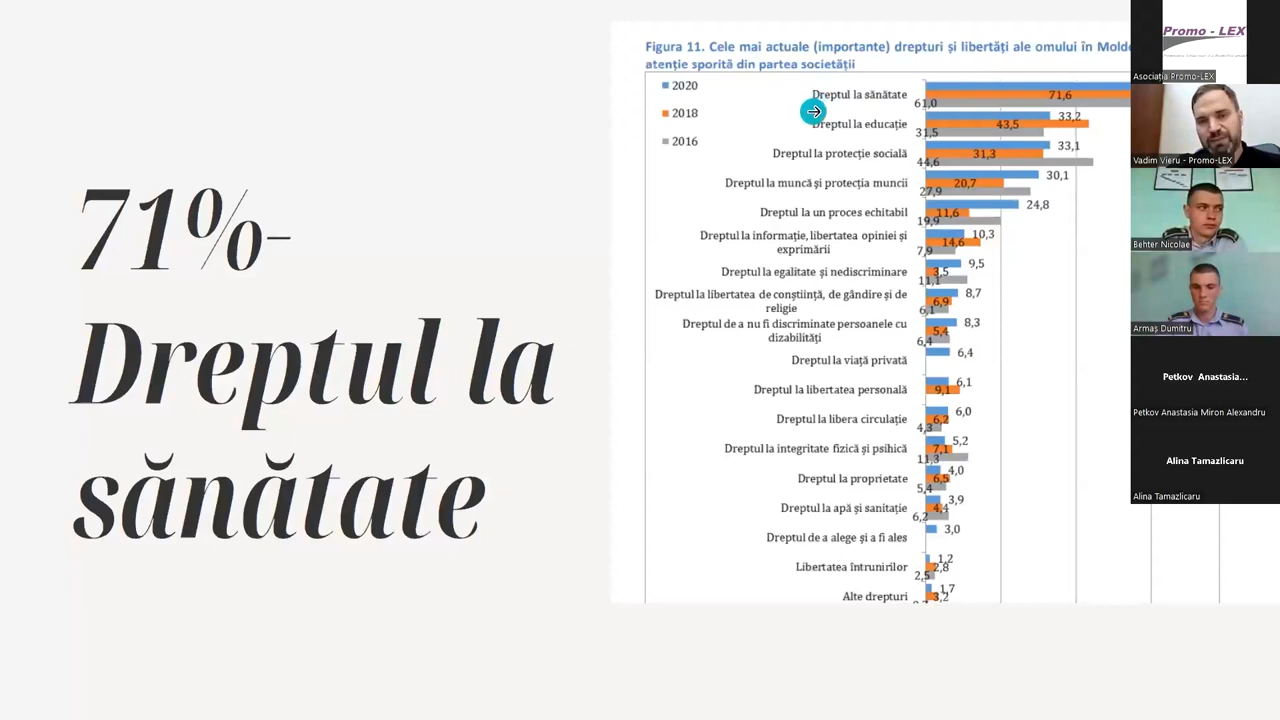 71%-
Dreptul la
sănătate
Figura 11. Cele mai actuale (importante) drepturi și libertăți ale omului în Mold
atenție sporită din partea societății
2020
2018
2016
Dreptul la sănătate
71,6
61,0
Dreptul la educație
33,2
43,5
31,5
Dreptul la protecție socială
33,1
31,3
44,6
Dreptul la muncă și protecția muncii
30,1
20,7
27,9
Dreptul la un proces echitabil
24,8
11,6
19,9
Dreptul la informație, libertatea opiniei și
exprimării
10,3
14,6
7,9
Dreptul la egalitate și nediscriminare
9,5
3,5
11,1
Dreptul la libertatea de conștiință, de gândire și de
religie
8,7
6,9
6,1
Dreptul de a nu fi discriminate persoanele cu
dizabilități
8,3
5,4
6,4
Dreptul la viață privată
6,4
Dreptul la libertatea personală
6,1
9,1
Dreptul la libera circulație
6,0
6,2
4,3
Dreptul la integritate fizică și psihică
5,2
7,1
11,3
Dreptul la proprietate
4,0
6,5
5,4
Dreptul la apă și sanitație
3,9
4,4
6,2
Dreptul de a alege și a fi ales
3,0
Libertatea întrunirilor
1,2
2,8
2,5
Alte drepturi
1,7
3,2
Promo - LEX
Asociația Promo-LEX
Vadim Vieru - Promo-LEX
Behter Nicolae
Armaș Dumitru
Petkov Anastasia...
Petkov Anastasia Miron Alexandru
Alina Tamazlicaru
Alina Tamazlicaru